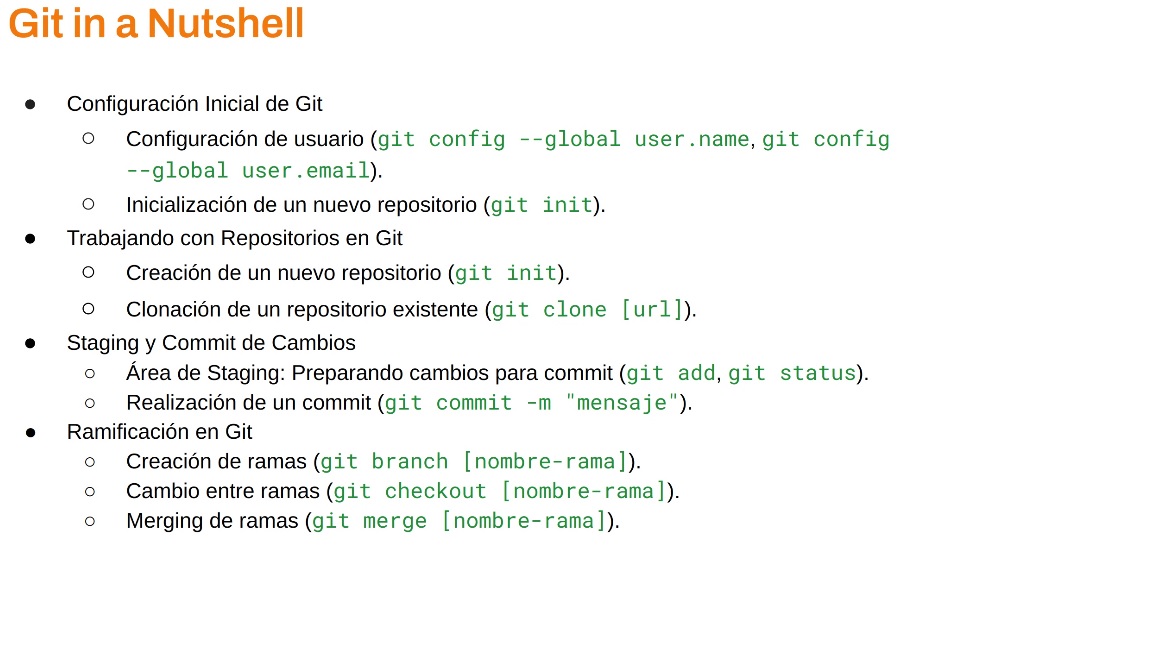 Git in a Nutshell
● Configuración Inicial de Git
○ Configuración de usuario (git config --global user.name, git config
--global user.email).
○ Inicialización de un nuevo repositorio (git init).
● Trabajando con Repositorios en Git
○ Creación de un nuevo repositorio (git init).
○ Clonación de un repositorio existente (git clone [url]).
● Staging y Commit de Cambios
○ Área de Staging: Preparando cambios para commit (git add, git status).
○ Realización de un commit (git commit -m "mensaje").
● Ramificación en Git
○ Creación de ramas (git branch [nombre-rama]).
○ Cambio entre ramas (git checkout [nombre-rama]).
○ Merging de ramas (git merge [nombre-rama]).